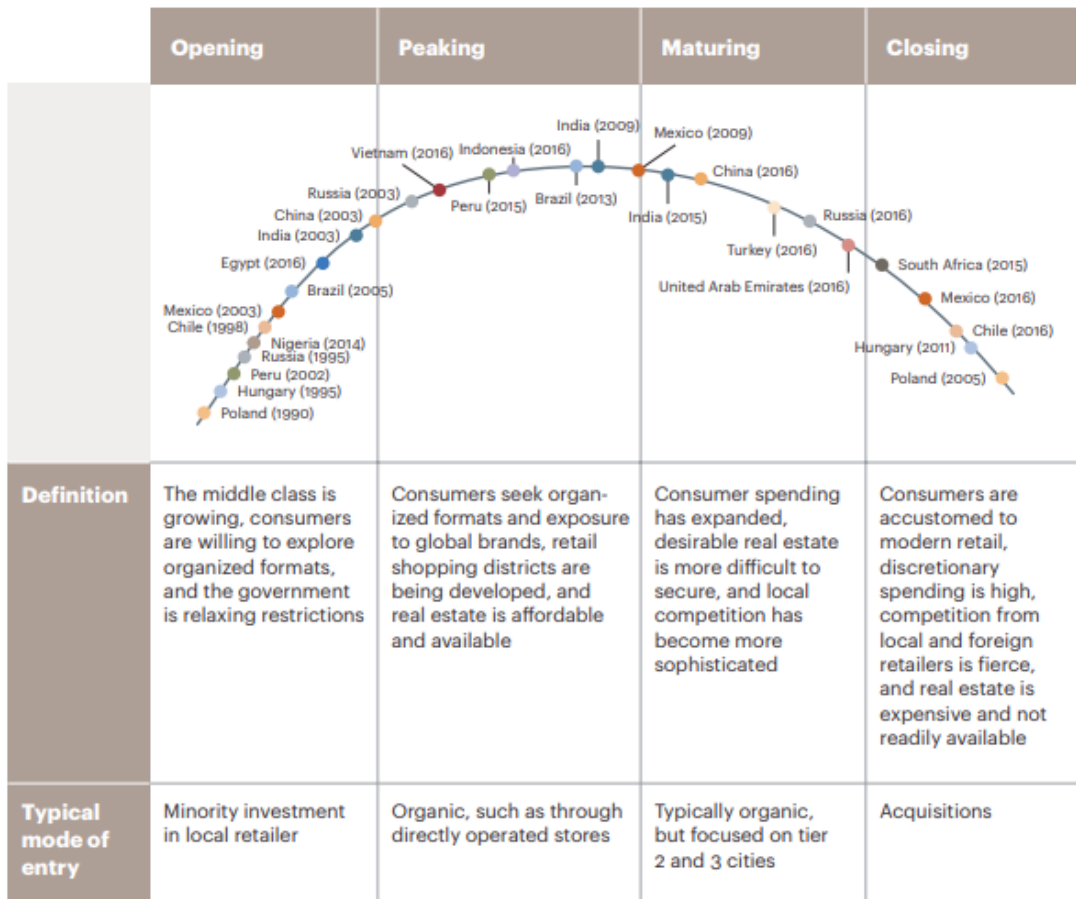 Opening
Peaking
Maturing
Closing
India (2009)
Mexico (2009)
Vietnam (2016)
Indonesia (2016)
China (2016)
Russia (2003)
Peru (2015)
Brazil (2013)
India (2015)
China (2003)
Russia (2016)
India (2003)
Turkey (2016)
Egypt (2016)
South Africa (2015)
Brazil (2005)
United Arab Emirates (2016)
Mexico (2003)
Mexico (2016)
Chile (1998)
Chile (2016)
Nigeria (2014)
Hungary (2011)
Russia (1995)
Peru (2002)
Poland (2005)
Hungary (1995)
Poland (1990)
Definition
The middle class is
growing, consumers
are willing to explore
organized formats,
and the government
is relaxing restrictions
Consumers seek organ-
ized formats and exposure
to global brands, retail
shopping districts are
being developed, and
real estate is affordable
and available
Consumer spending
has expanded,
desirable real estate
is more difficult to
secure, and local
competition has
become more
sophisticated
Consumers are
accustomed to
modern retail,
discretionary
spending is high,
competition from
local and foreign
retailers is fierce,
and real estate is
expensive and not
readily available
Typical
mode of
entry
Minority investment
in local retailer
Organic, such as through
directly operated stores
Typically organic,
but focused on tier
2 and 3 cities
Acquisitions